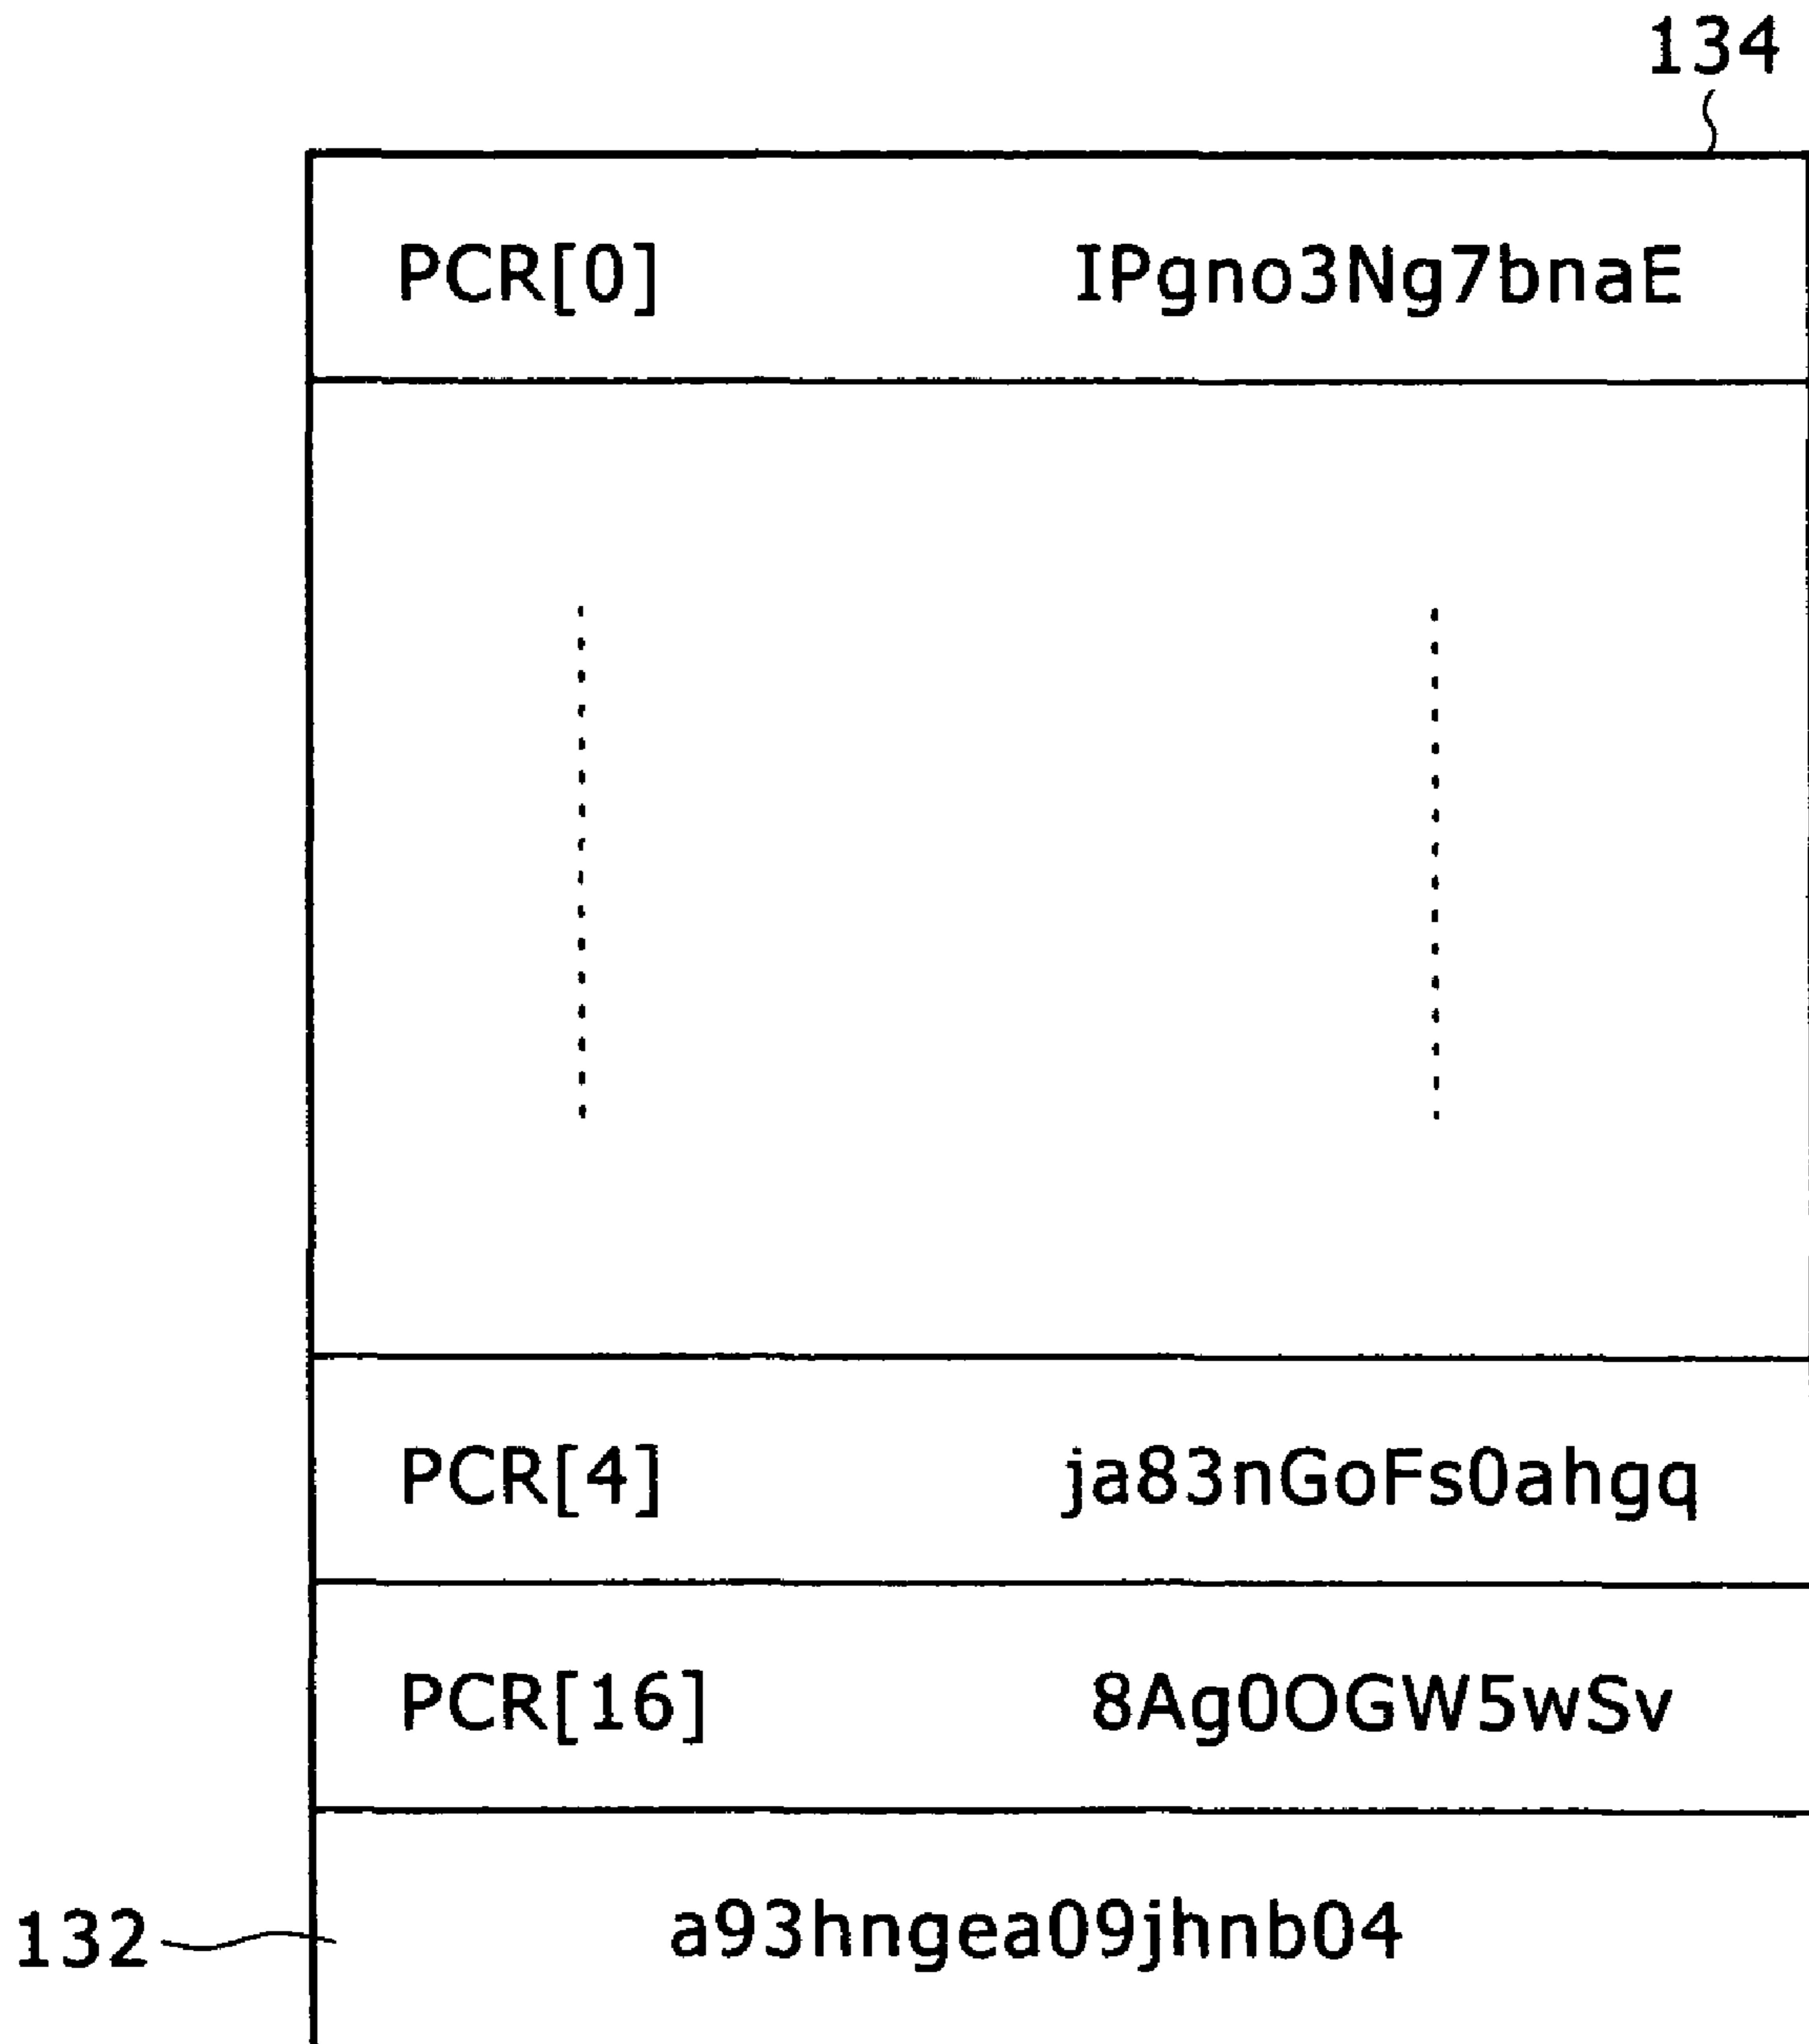 134
PCR[0] IPgno3Ng7bnaE
PCR[4] ja83nGoFs0ahgq
PCR[16] 8Ag0OGW5wSv
132 a93hngea09jhnb04